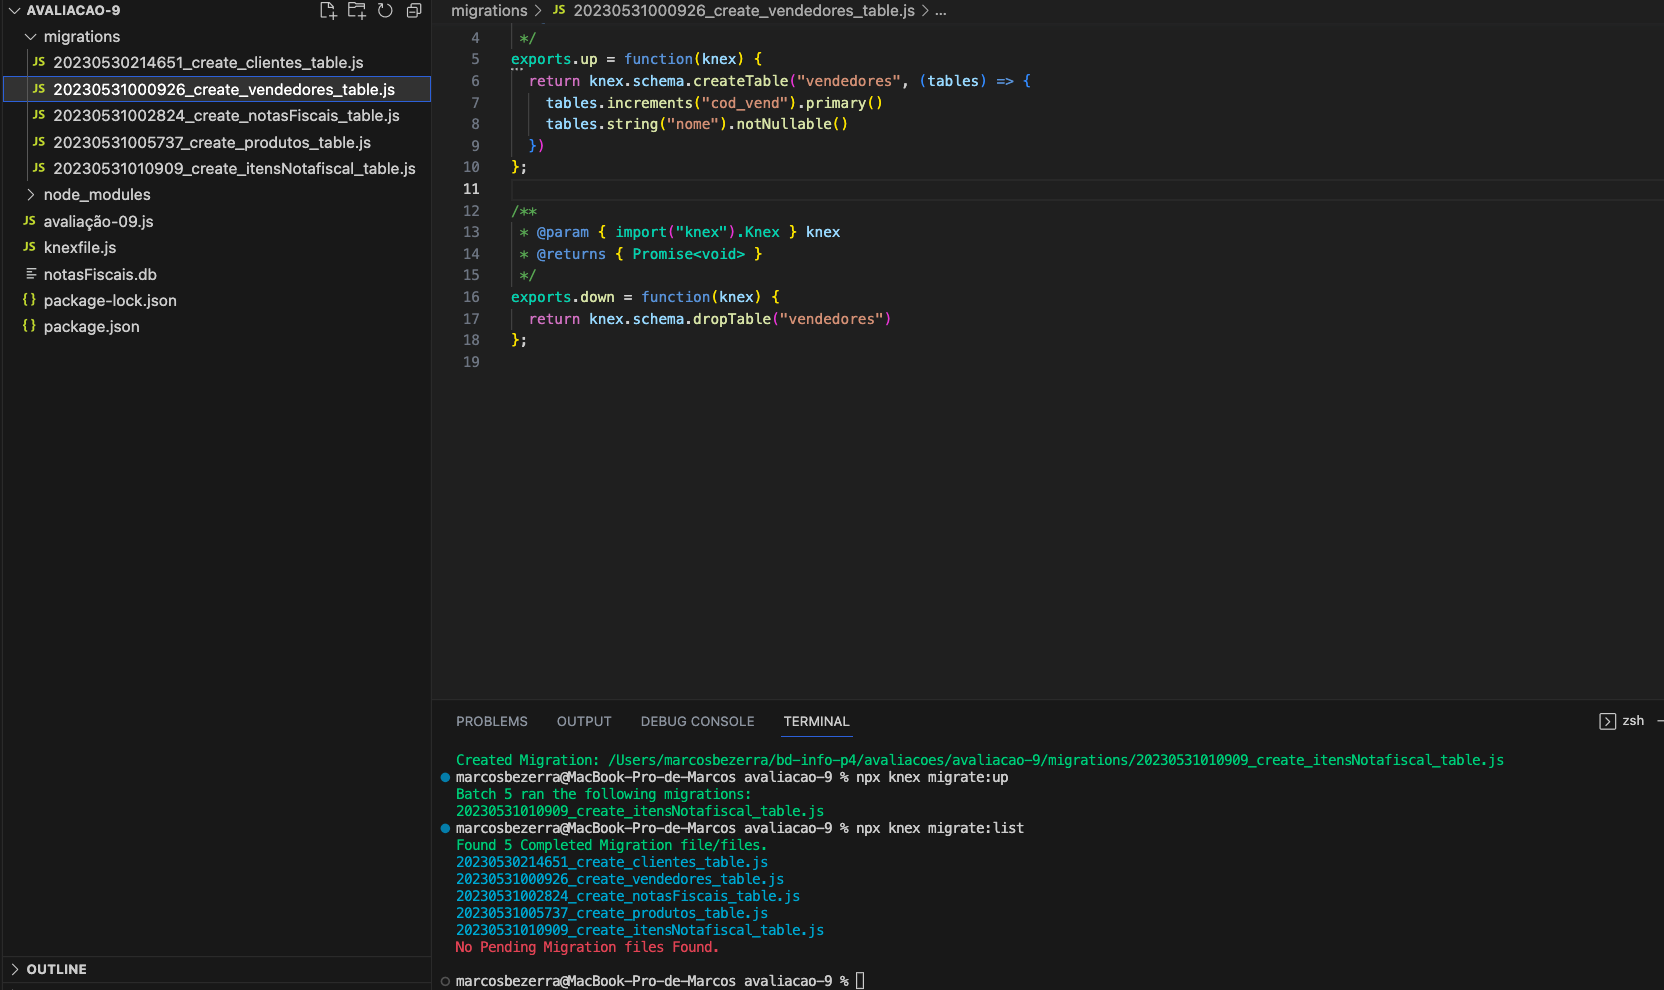 AVALIACAO-9
migrations
JS 20230530214651_create_clientes_table.js
JS 20230531000926_create_vendedores_table.js
JS 20230531002824_create_notasFiscais_table.js
JS 20230531005737_create_produtos_table.js
JS 20230531010909_create_itensNotafiscal_table.js
node_modules
JS avaliação-09.js
JS knexfile.js
notasFiscais.db
{} package-lock.json
{} package.json
OUTLINE
migrations > JS 20230531000926_create_vendedores_table.js > ...
4 */
5 exports.up = function(knex) {
6 return knex.schema.createTable("vendedores", (tables) => {
7 tables.increments("cod_vend").primary()
8 tables.string("nome").notNullable()
9 })
10 };
11
12 /**
13 * @param { import("knex").Knex } knex
14 * @returns { Promise<void> }
15 */
16 exports.down = function(knex) {
17 return knex.schema.dropTable("vendedores")
18 };
19
PROBLEMS OUTPUT DEBUG CONSOLE TERMINAL zsh
Created Migration: /Users/marcosbezerra/bd-info-p4/avaliacoes/avaliacao-9/migrations/20230531010909_create_itensNotafiscal_table.js
marcosbezerra@MacBook-Pro-de-Marcos avaliacao-9 % npx knex migrate:up
Batch 5 ran the following migrations:
20230531010909_create_itensNotafiscal_table.js
marcosbezerra@MacBook-Pro-de-Marcos avaliacao-9 % npx knex migrate:list
Found 5 Completed Migration file/files.
20230530214651_create_clientes_table.js
20230531000926_create_vendedores_table.js
20230531002824_create_notasFiscais_table.js
20230531005737_create_produtos_table.js
20230531010909_create_itensNotafiscal_table.js
No Pending Migration files Found.
marcosbezerra@MacBook-Pro-de-Marcos avaliacao-9 %